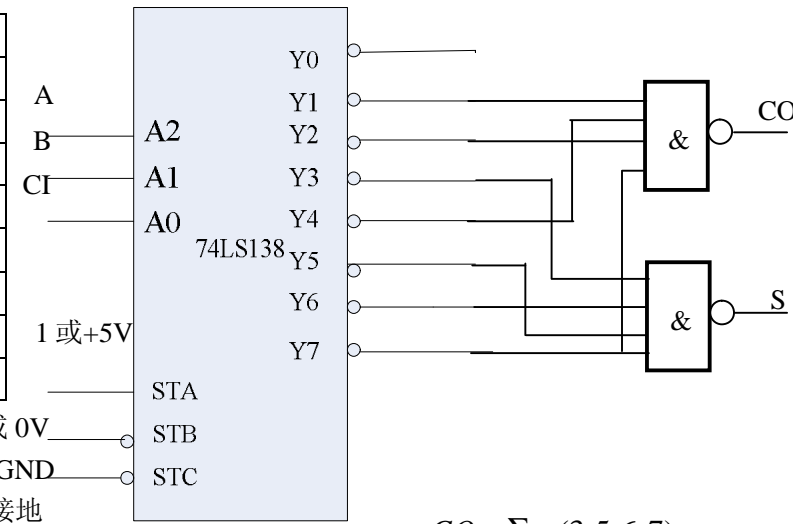 A
B
CI
1 或+5V
0V
GND
接地
A2
A1
A0
74LS138
STA
STB
STC
Y0
Y1
Y2
Y3
Y4
Y5
Y6
Y7
&
CO
&
S